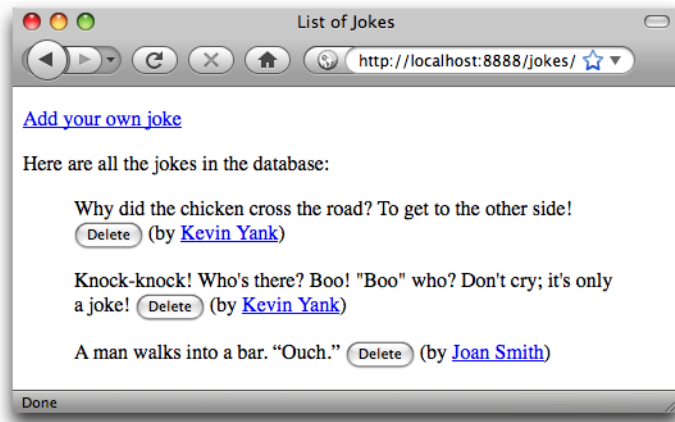 List of Jokes
http://localhost:8888/jokes/
Add your own joke
Here are all the jokes in the database:
Why did the chicken cross the road? To get to the other side!
Delete (by Kevin Yank)
Knock-knock! Who's there? Boo! "Boo" who? Don't cry; it's only
a joke! Delete (by Kevin Yank)
A man walks into a bar. “Ouch.” Delete (by Joan Smith)
Done